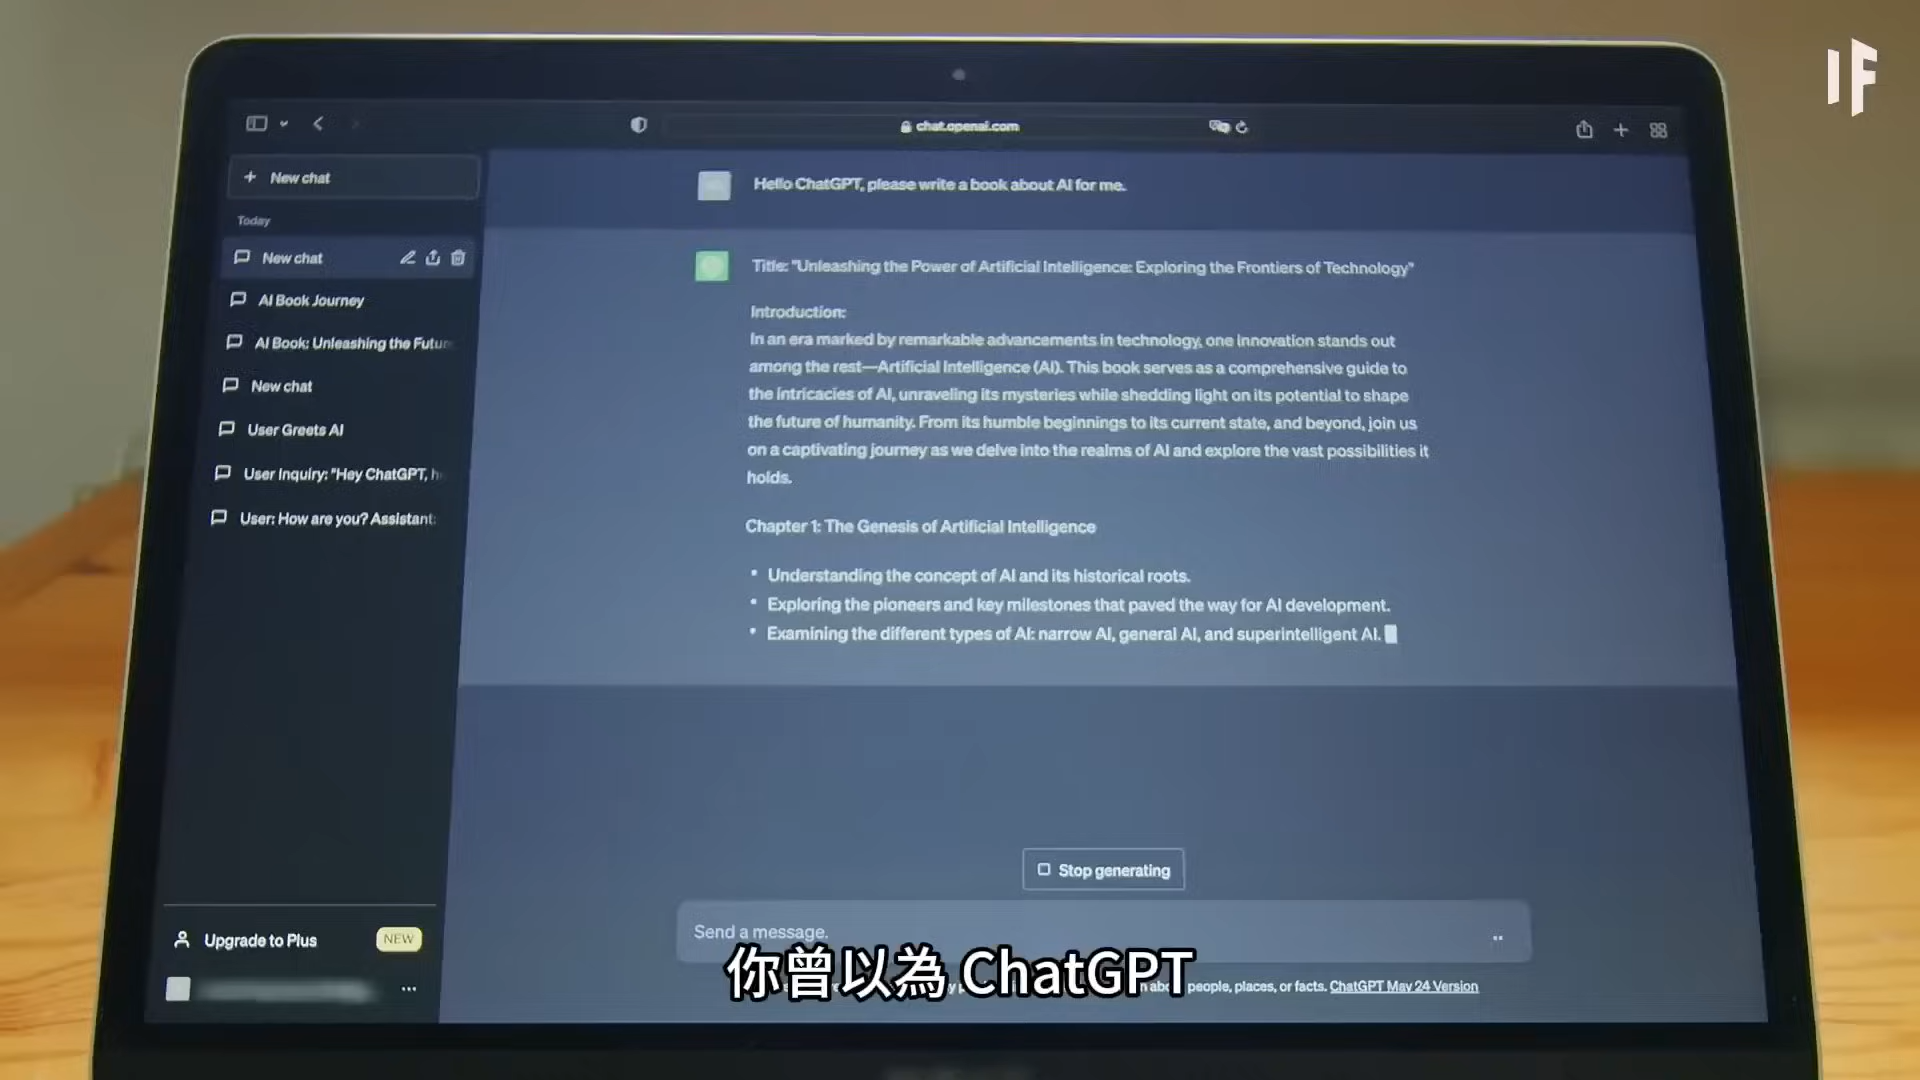 IF
chat.openai.com
New chat
Today
New chat
AI Book Journey
AI Book: Unleashing the Futur
New chat
User Greets AI
User Inquiry: "Hey ChatGPT, h
User: How are you? Assistant:
Upgrade to Plus
NEW
Hello ChatGPT, please write a book about AI for me.
Title: "Unleashing the Power of Artificial Intelligence: Exploring the Frontiers of Technology"
Introduction:
In an era marked by remarkable advancements in technology, one innovation stands out
among the rest—Artificial Intelligence (AI). This book serves as a comprehensive guide to
the intricacies of AI, unraveling its mysteries while shedding light on its potential to shape
the future of humanity. From its humble beginnings to its current state, and beyond, join us
on a captivating journey as we delve into the realms of AI and explore the vast possibilities it
holds.
Chapter 1: The Genesis of Artificial Intelligence
• Understanding the concept of AI and its historical roots.
• Exploring the pioneers and key milestones that paved the way for AI development.
• Examining the different types of AI: narrow AI, general AI, and superintelligent AI.
Stop generating
Send a message.
people, places, or facts. ChatGPT May 24 Version
你曾以為 ChatGPT